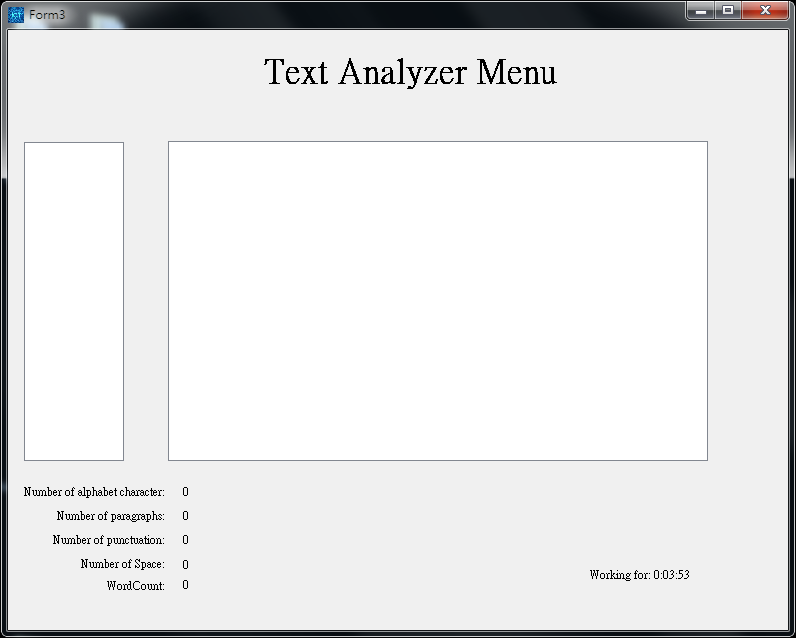 Form3
Text Analyzer Menu
Number of alphabet character: 0
Number of paragraphs: 0
Number of punctuation: 0
Number of Space: 0
WordCount: 0
Working for: 0:03:53